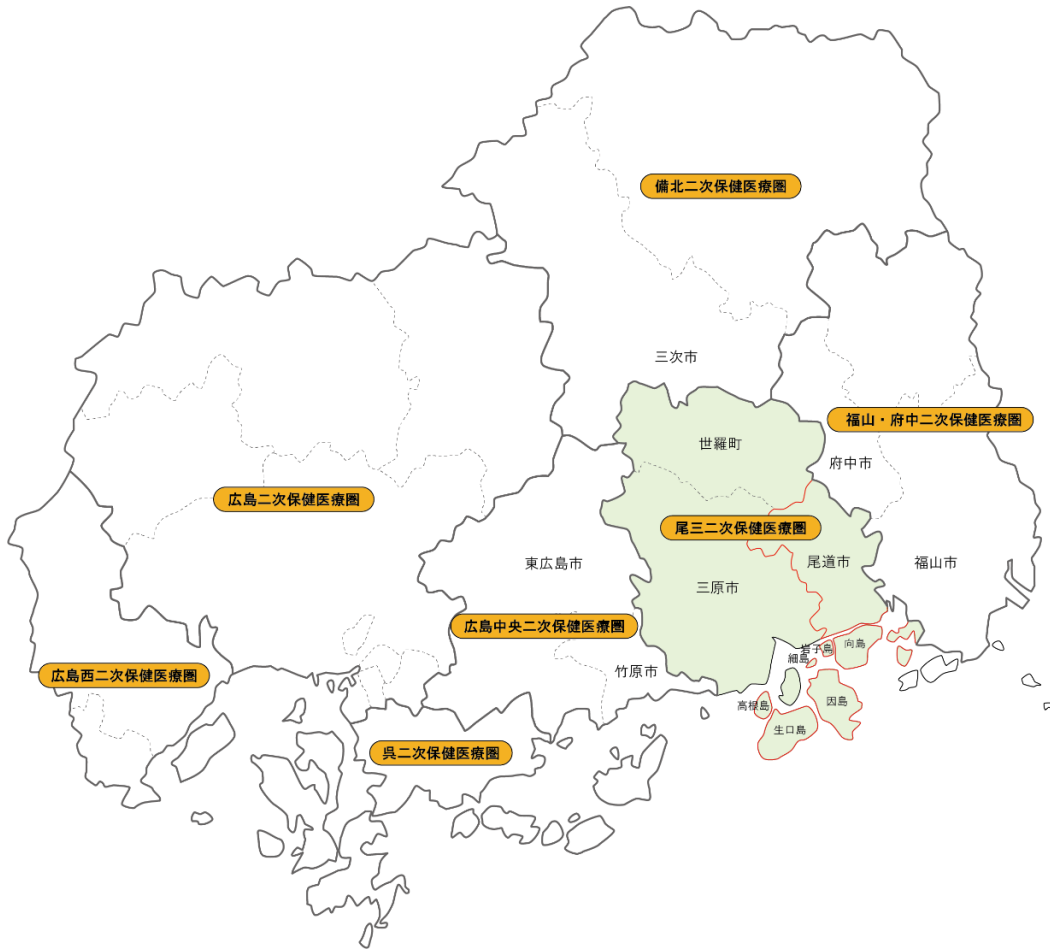 備北二次保健医療圏
三次市
福山・府中二次保健医療圏
世羅町
府中市
広島二次保健医療圏
尾三二次保健医療圏
東広島市
尾道市
福山市
三原市
広島中央二次保健医療圏
岩子島
向島
細島
広島西二次保健医療圏
竹原市
高根島
因島
生口島
呉二次保健医療圏